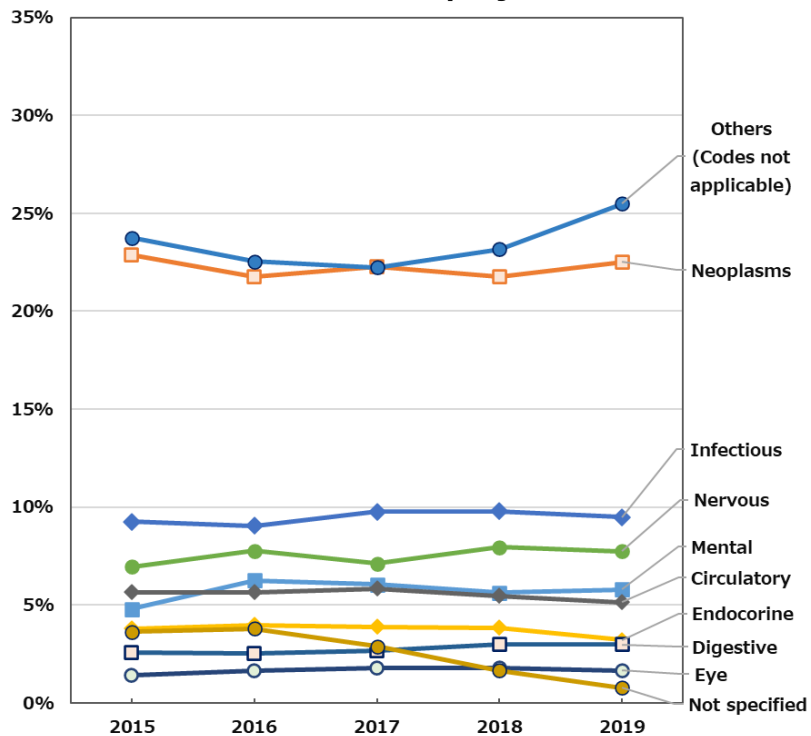 35%
30%
25%
20%
15%
10%
5%
0%
2015 2016 2017 2018 2019
Others
(Codes not
applicable)
Neoplasms
Infectious
Nervous
Mental
Circulatory
Endocorine
Digestive
Eye
Not specified